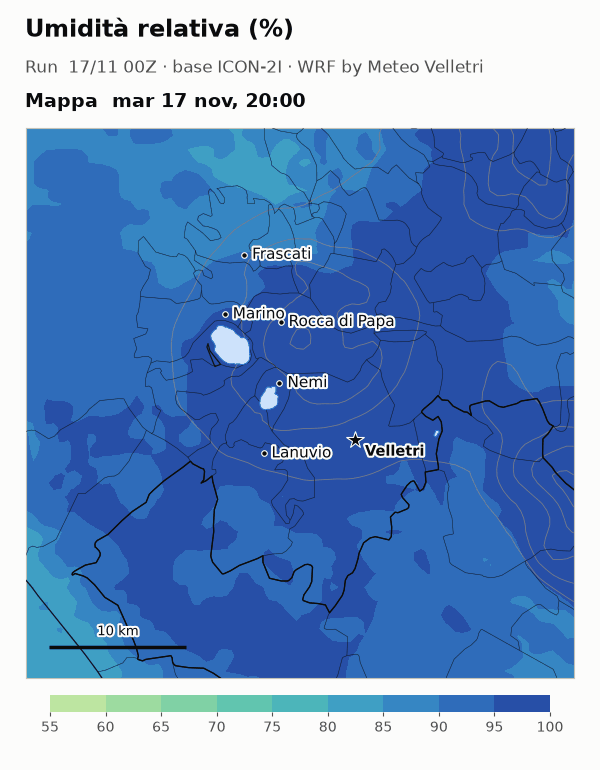 Umidità relativa (%)
Run  17/11 00Z · base ICON-2I · WRF by Meteo Velletri
Mappa  mar 17 nov, 20:00
Frascati
Marino
Rocca di Papa
Nemi
Velletri
Lanuvio
10 km
55 60 65 70 75 80 85 90 95 100